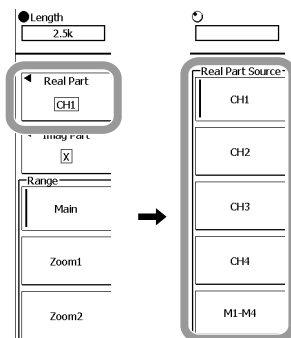 Length
2.5k
Real Part
CH1
Imag Part
X
Range
Main
Zoom1
Zoom2
Real Part Source
CH1
CH2
CH3
CH4
M1-M4